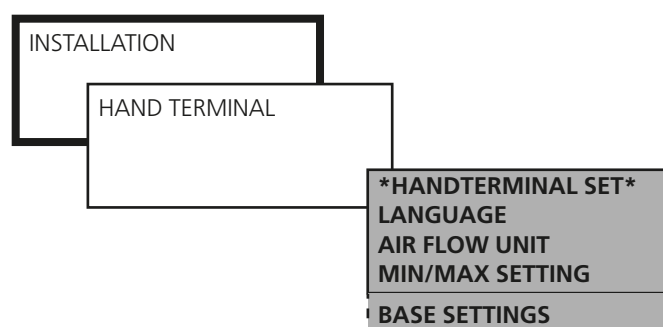 INSTALLATION
HAND TERMINAL
*HANDTERMINAL SET*
LANGUAGE
AIR FLOW UNIT
MIN/MAX SETTING
BASE SETTINGS